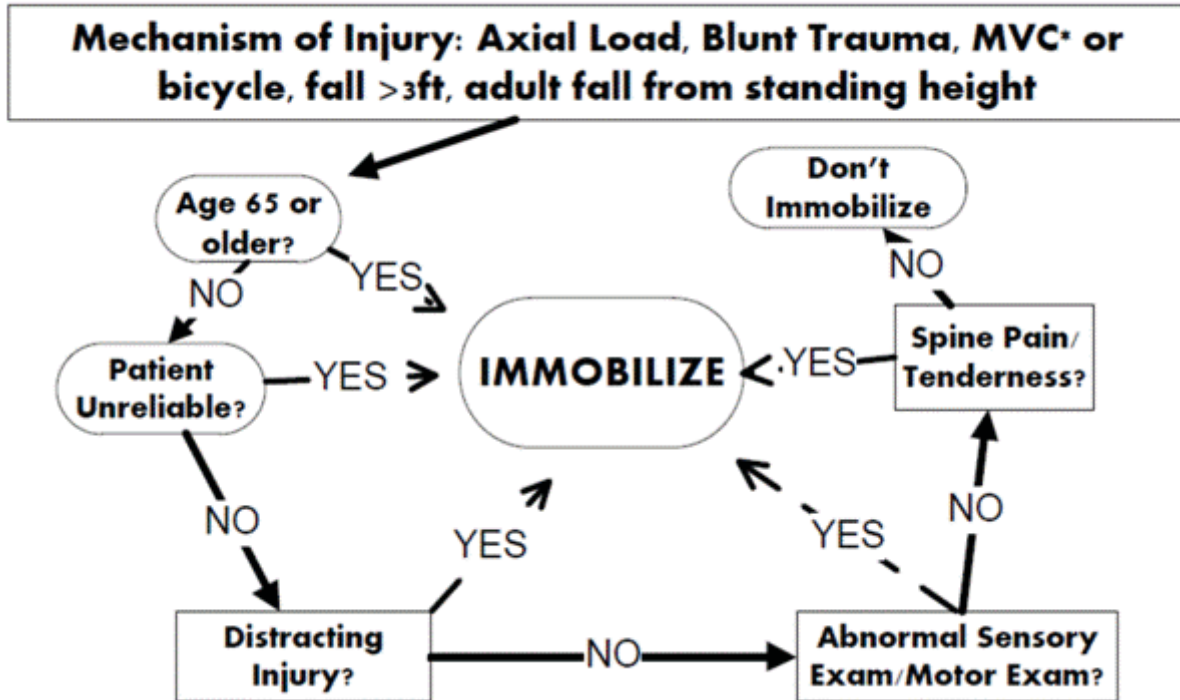 Mechanism of Injury: Axial Load, Blunt Trauma, MVC* or
bicycle, fall >3ft, adult fall from standing height
Age 65 or
older?
YES
NO
Patient
Unreliable?
YES
NO
Distracting
Injury?
YES
NO
Abnormal Sensory
Exam/Motor Exam?
YES
NO
Spine Pain/
Tenderness?
YES
NO
Don't
Immobilize
IMMOBILIZE